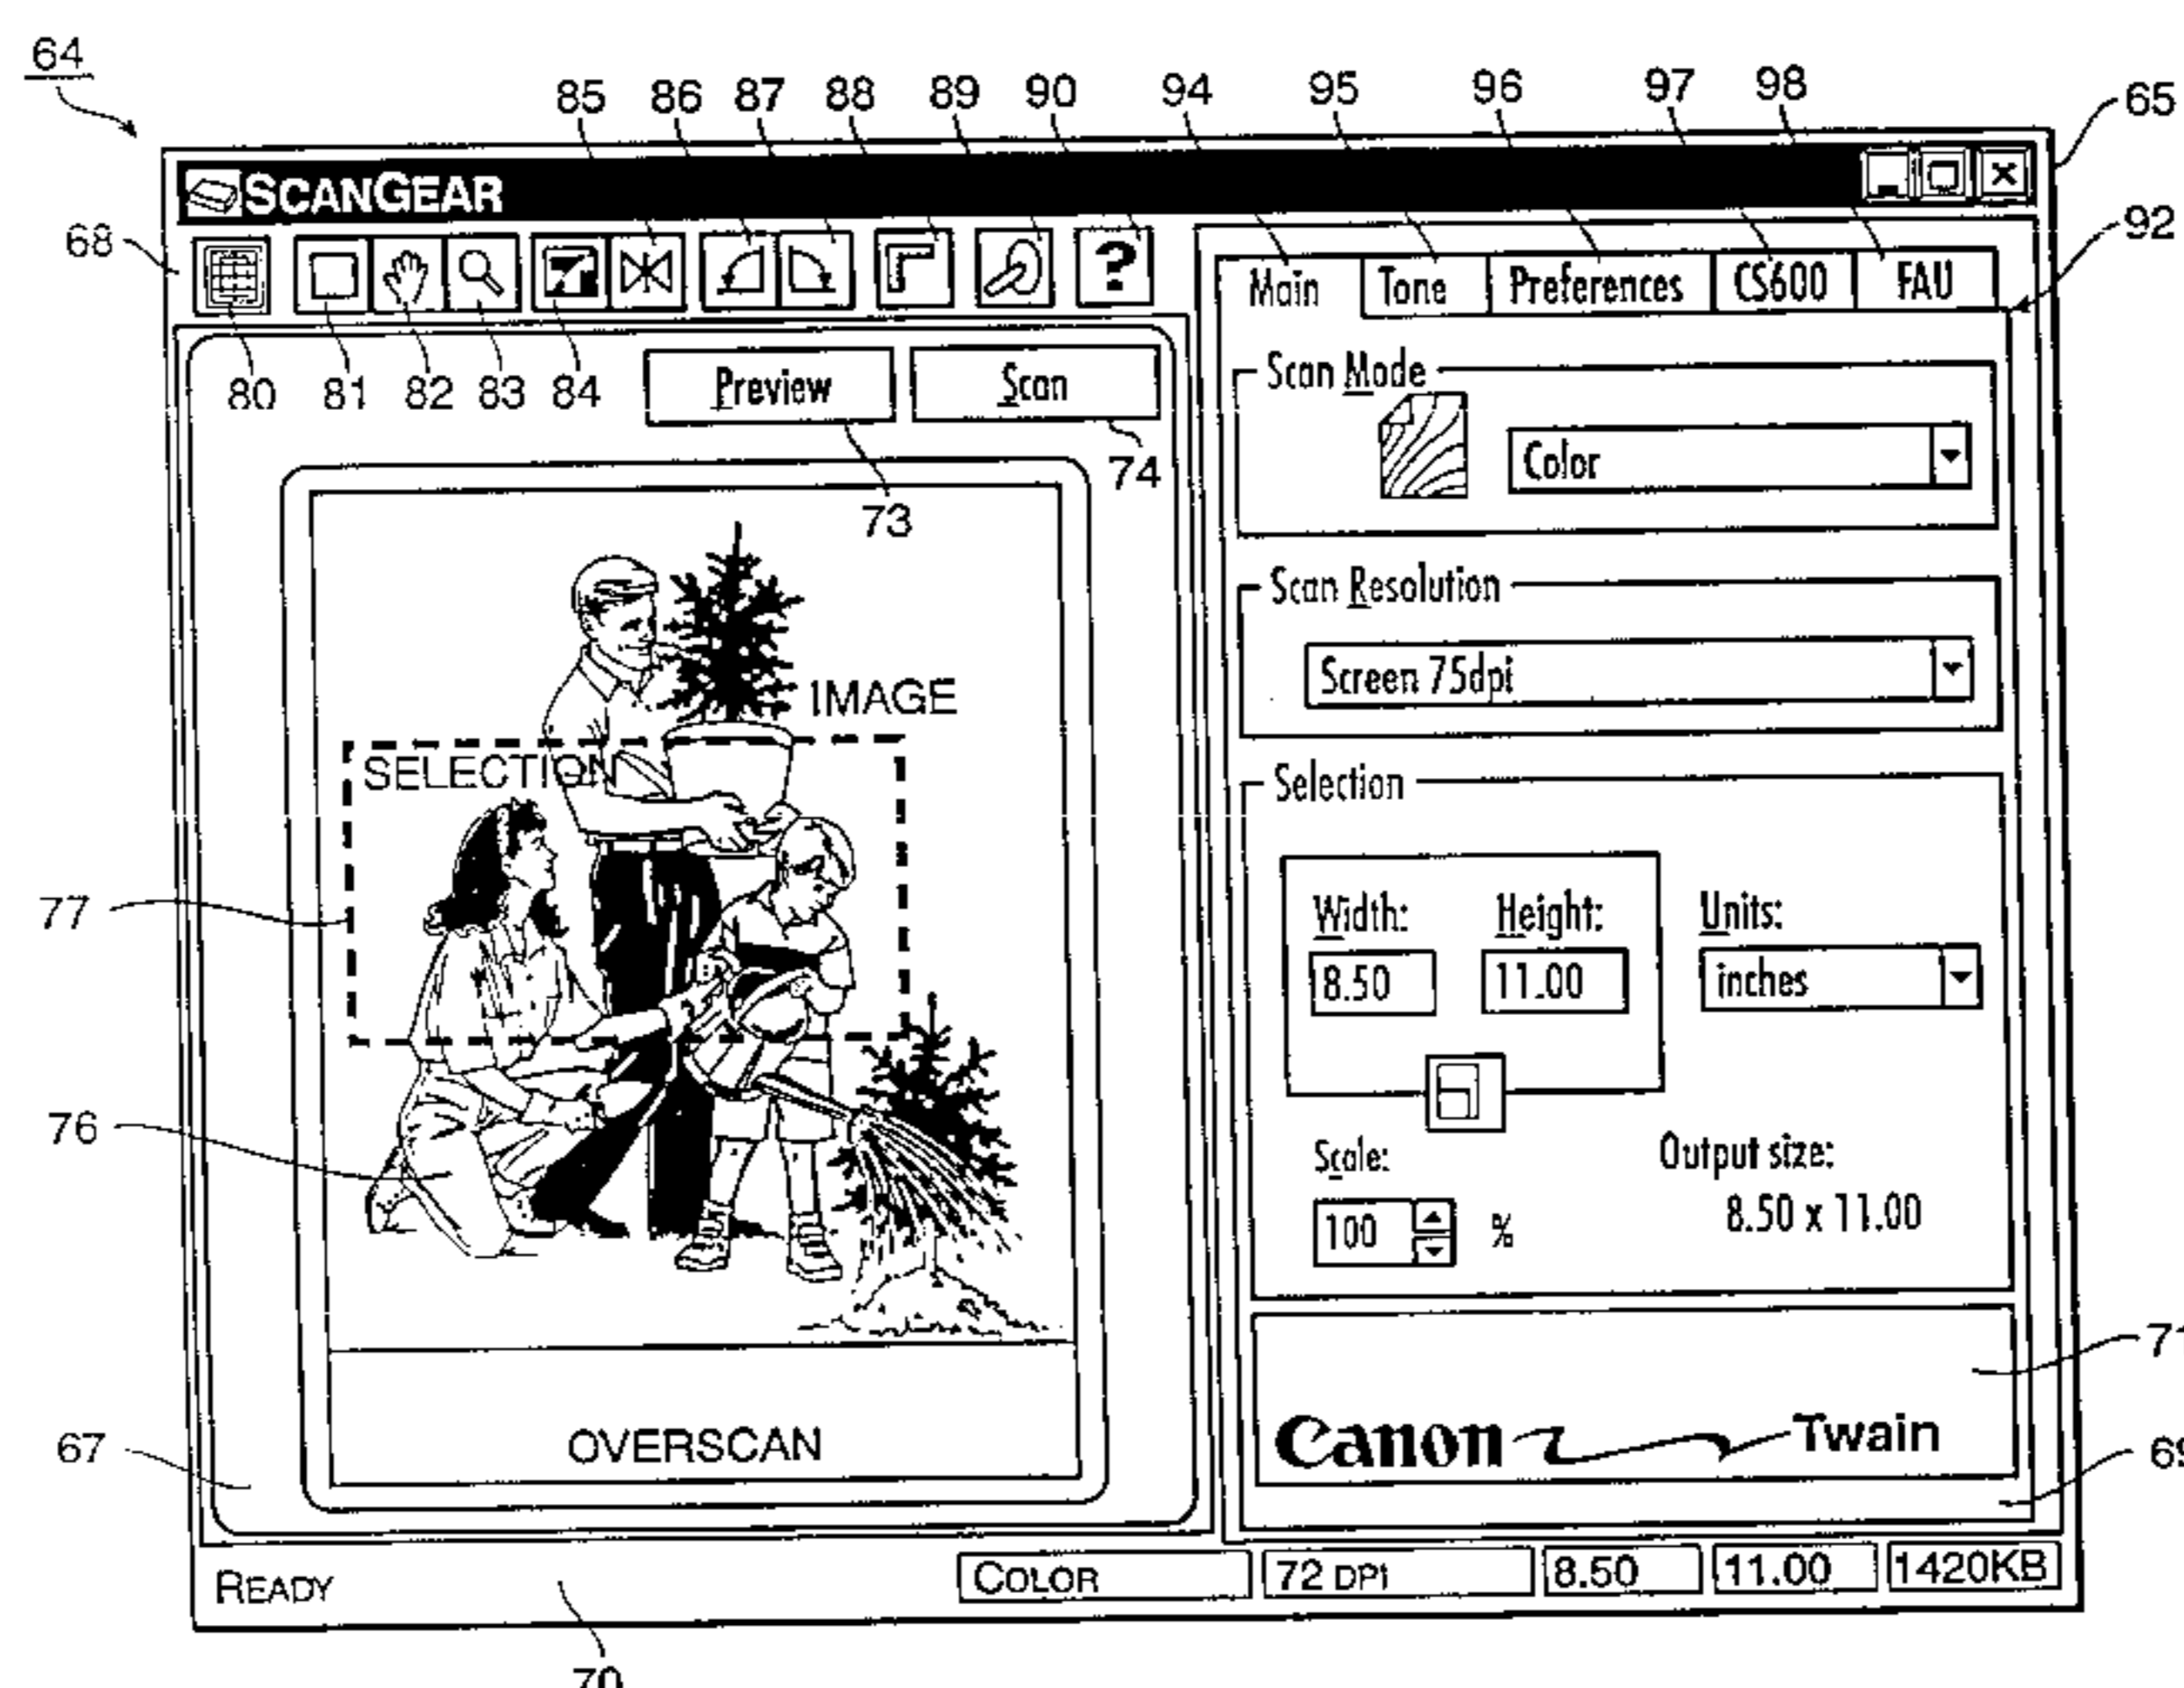 64
85 86 87 88 89 90 94 95 96 97 98
65
SCANGEAR
68
92
?
Main Tone Preferences CS600 FAU
80 81 82 83 84
Preview Scan
73
74
Scan Mode
Color
Scan Resolution
Screen 75dpi
IMAGE
SELECTION
77
76
Selection
Width: Height: Units:
8.50 11.00 inches
Scale: Output size:
100 % 8.50 x 11.00
OVERSCAN
67
71
Canon Twain
69
READY COLOR 72 DPI 8.50 11.00 1420KB
70